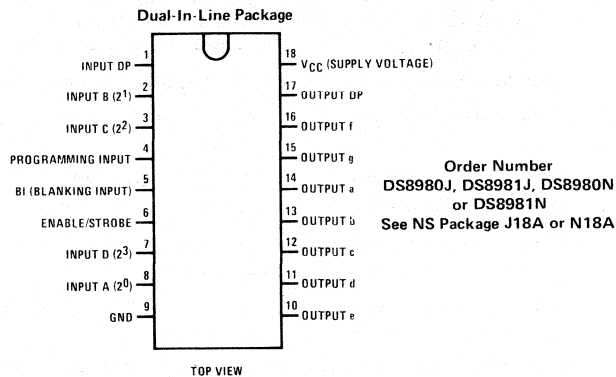 Dual-In-Line Package
INPUT DP 1
INPUT B (2¹) 2
INPUT C (2²) 3
PROGRAMMING INPUT 4
BI (BLANKING INPUT) 5
ENABLE/STROBE 6
INPUT D (2³) 7
INPUT A (2⁰) 8
GND 9
18 VCC (SUPPLY VOLTAGE)
17 OUTPUT DP
16 OUTPUT f
15 OUTPUT g
14 OUTPUT a
13 OUTPUT b
12 OUTPUT c
11 OUTPUT d
10 OUTPUT e
TOP VIEW
Order Number
DS8980J, DS8981J, DS8980N
or DS8981N
See NS Package J18A or N18A